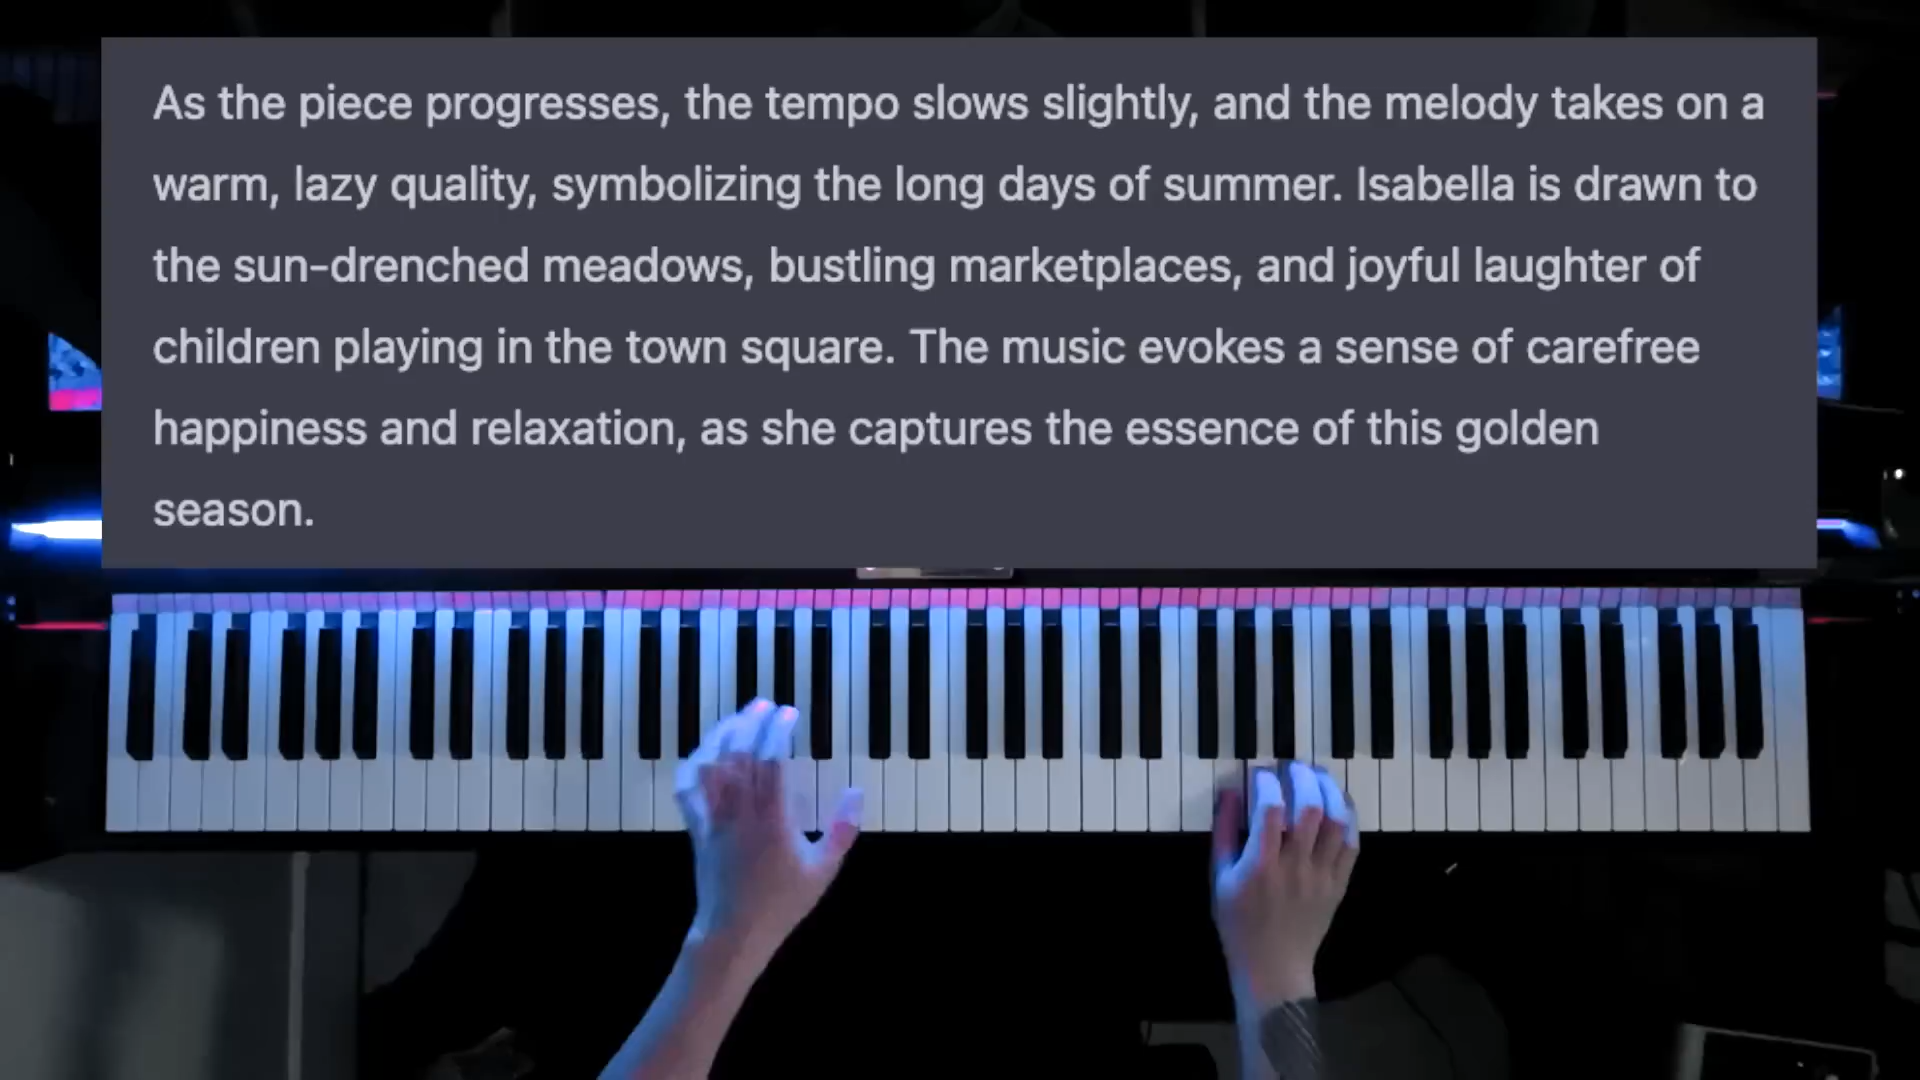 As the piece progresses, the tempo slows slightly, and the melody takes on a
warm, lazy quality, symbolizing the long days of summer. Isabella is drawn to
the sun-drenched meadows, bustling marketplaces, and joyful laughter of
children playing in the town square. The music evokes a sense of carefree
happiness and relaxation, as she captures the essence of this golden
season.